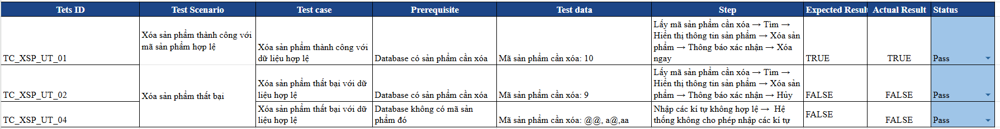 Tets ID
Test Scenario
Test case
Prerequisite
Test data
Step
Expected Resul
Actual Result
Status
TC_XSP_UT_01
Xóa sản phẩm thành công với
mã sản phẩm hợp lệ
Xóa sản phẩm thành công với
dữ liệu hợp lệ
Database có sản phẩm cần xóa
Mã sản phẩm cần xóa: 10
Lấy mã sản phẩm cần xóa → Tìm →
Hiển thị thông tin sản phẩm → Xóa sản
phẩm → Thông báo xác nhận → Xóa
ngay
TRUE
TRUE
Pass
TC_XSP_UT_02
Xóa sản phẩm thất bại
Xóa sản phẩm thất bại với dữ
liệu hợp lệ
Database có sản phẩm cần xóa
Mã sản phẩm cần xóa: 9
Lấy mã sản phẩm cần xóa → Tìm →
Hiển thị thông tin sản phẩm → Xóa sản
phẩm → Thông báo xác nhận → Hủy
FALSE
FALSE
Pass
TC_XSP_UT_04
Xóa sản phẩm thất bại với dữ
liệu hợp lệ
Database không có mã sản
phẩm đó
Mã sản phẩm cần xóa: @@, a@,aa
Nhập các kí tự không hợp lệ → Hệ
thống không cho phép nhập các kí tự
FALSE
FALSE
Pass